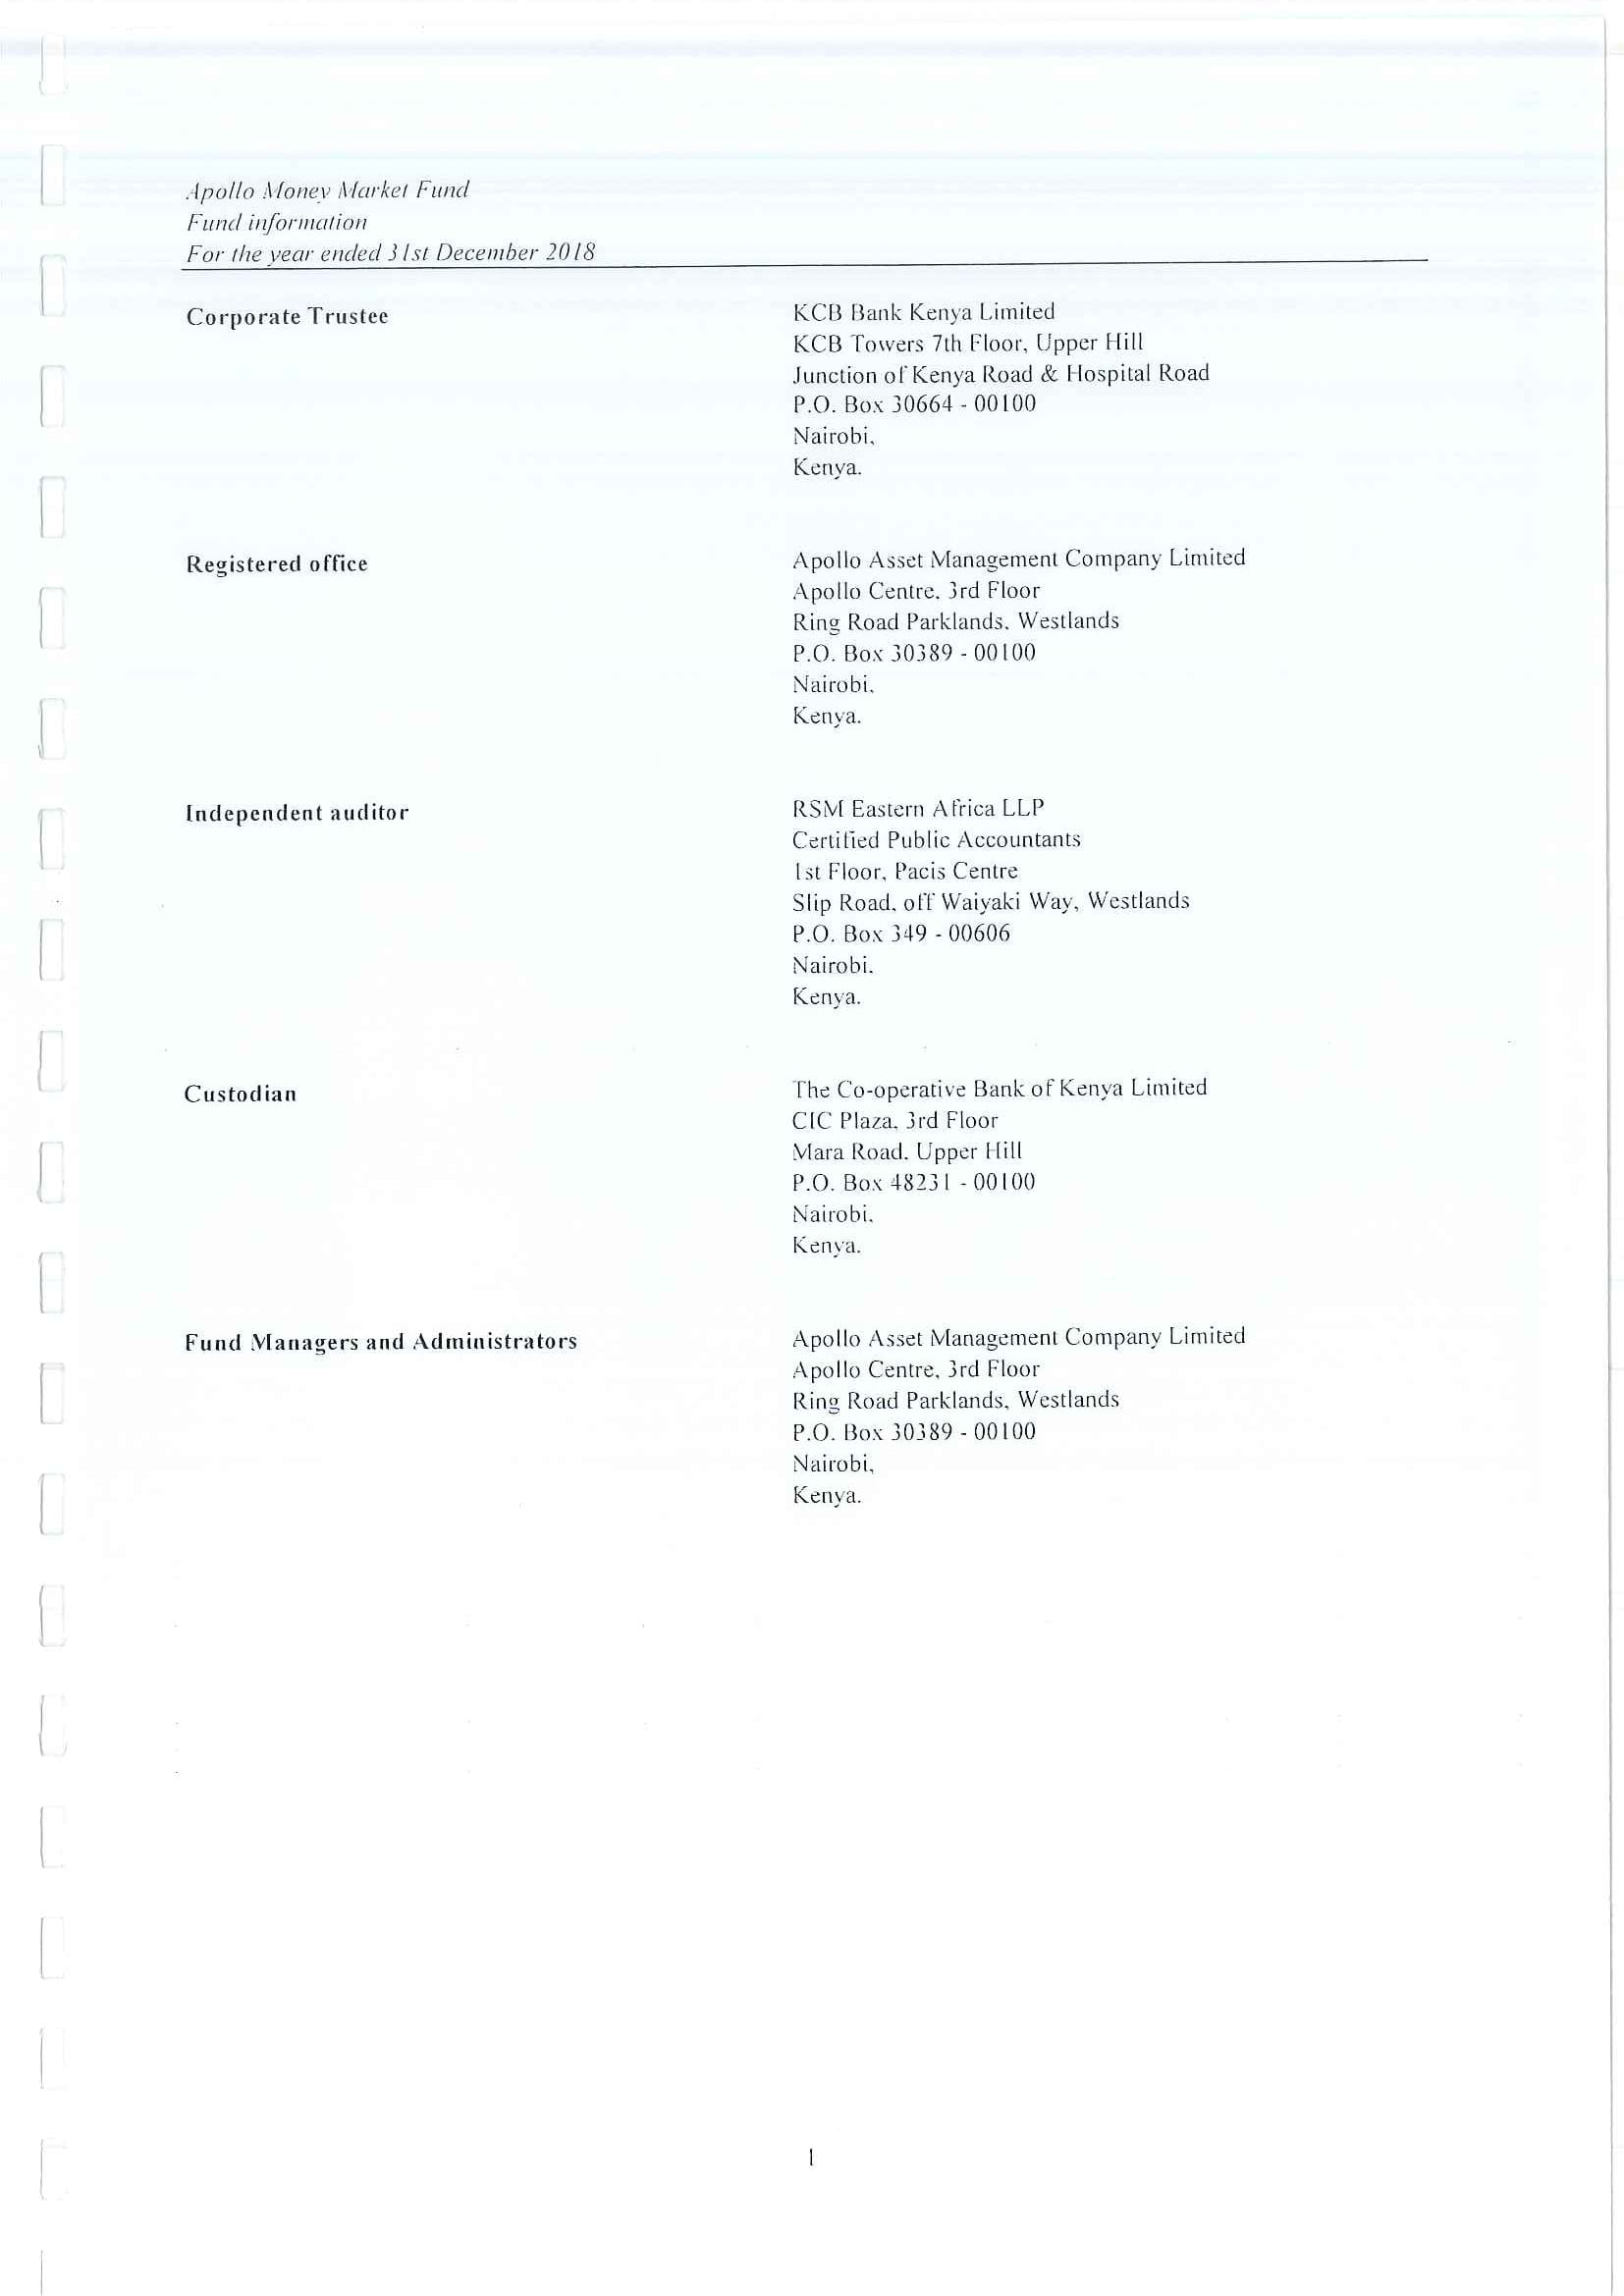 Apollo Money Market Fund
Fund information
For the year ended 31st December 2018
Corporate Trustee
KCB Bank Kenya Limited
KCB Towers 7th Floor, Upper Hill
Junction of Kenya Road & Hospital Road
P.O. Box 30664 - 00100
Nairobi,
Kenya.
Registered office
Apollo Asset Management Company Limited
Apollo Centre, 3rd Floor
Ring Road Parklands, Westlands
P.O. Box 30389 - 00100
Nairobi,
Kenya.
Independent auditor
RSM Eastern Africa LLP
Certified Public Accountants
1st Floor, Pacis Centre
Slip Road, off Waiyaki Way, Westlands
P.O. Box 349 - 00606
Nairobi,
Kenya.
Custodian
The Co-operative Bank of Kenya Limited
CIC Plaza, 3rd Floor
Mara Road, Upper Hill
P.O. Box 48231 - 00100
Nairobi,
Kenya.
Fund Managers and Administrators
Apollo Asset Management Company Limited
Apollo Centre, 3rd Floor
Ring Road Parklands, Westlands
P.O. Box 30389 - 00100
Nairobi,
Kenya.
1